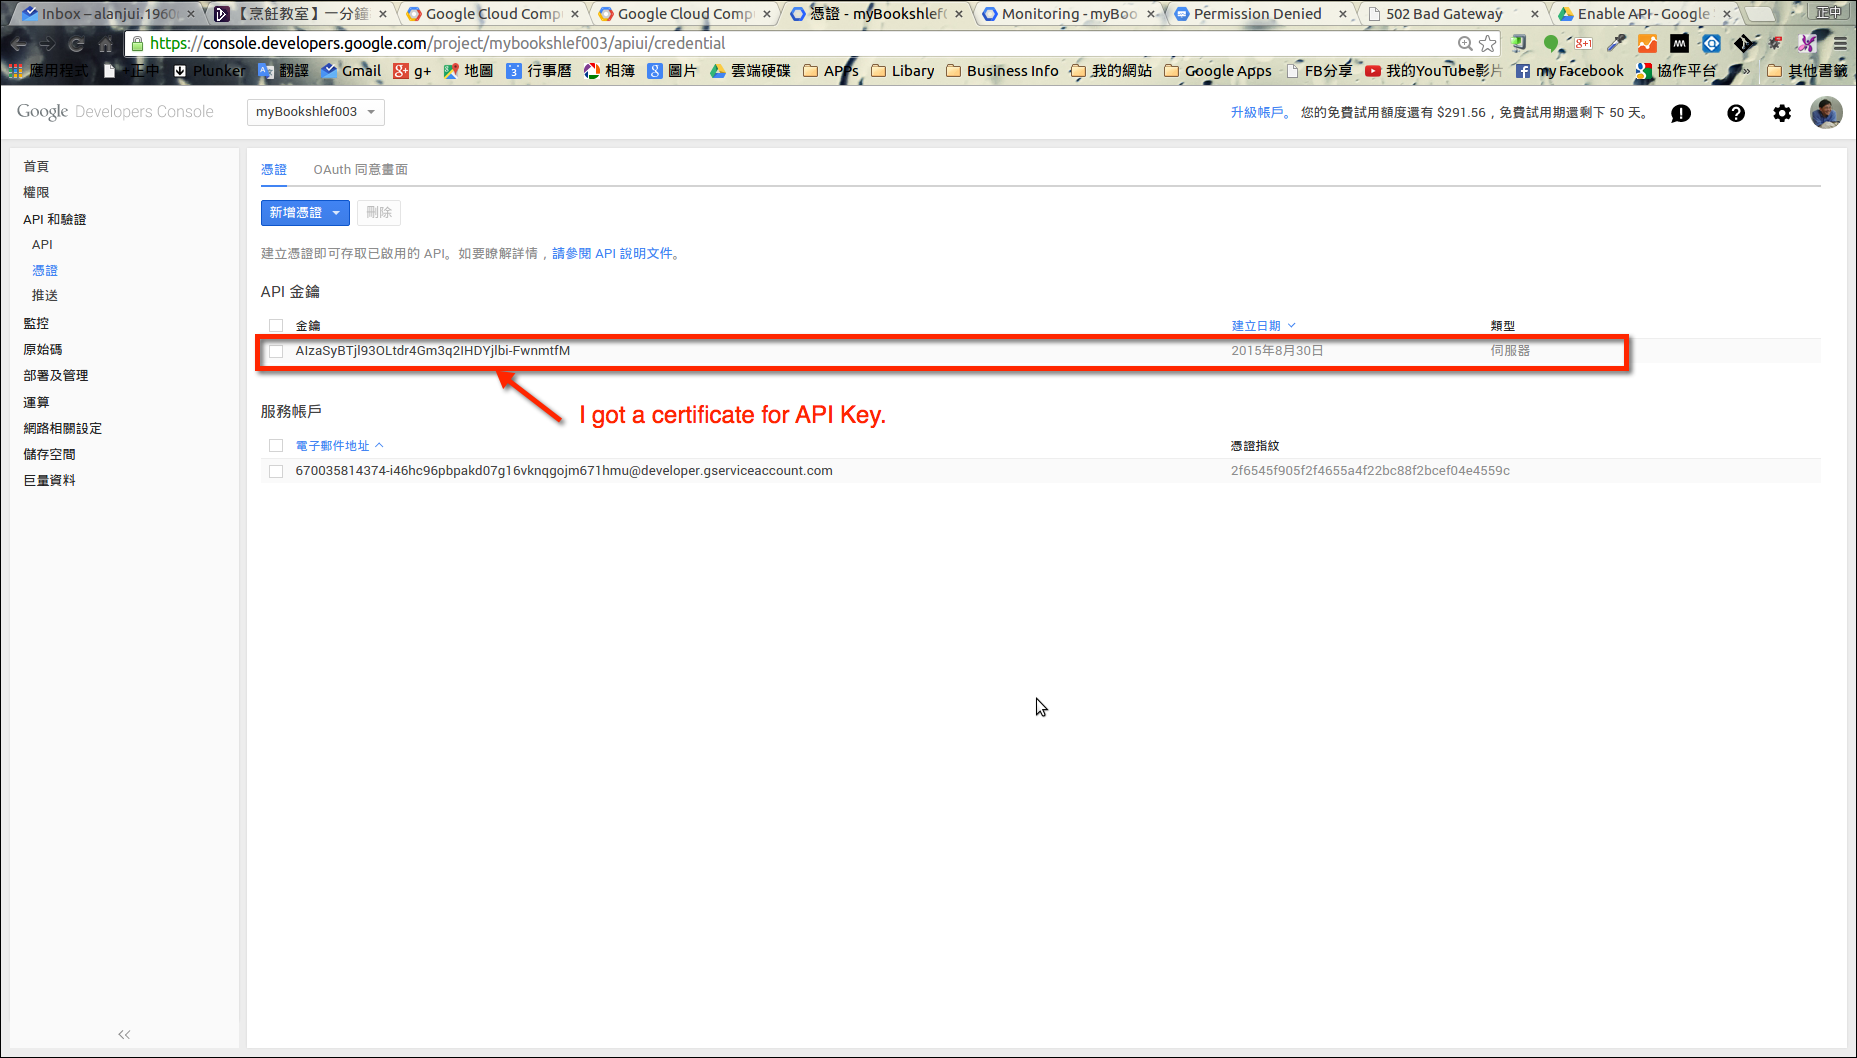 Inbox – alanjui.1960
【烹飪教室】一分鐘
Google Cloud Comp
Google Cloud Comp
憑證 - myBookshlef
Monitoring - myBoo
Permission Denied
502 Bad Gateway
Enable API - Google
正中
https://console.developers.google.com/project/mybookshlef003/apiui/credential
應用程式 +正中 Plunker 翻譯 Gmail g+ 地圖 行事曆 相簿 圖片 雲端硬碟 APPs Libary Business Info 我的網站 Google Apps FB分享 我的YouTube影片 my Facebook 協作平台 » 其他書籤
Google Developers Console
myBookshlef003
升級帳戶。 您的免費試用額度還有 $291.56，免費試用期還剩下 50 天。
首頁
權限
API 和驗證
API
憑證
推送
監控
原始碼
部署及管理
運算
網路相關設定
儲存空間
巨量資料
憑證 OAuth 同意畫面
新增憑證 刪除
建立憑證即可存取已啟用的 API。如要瞭解詳情，請參閱 API 說明文件。
API 金鑰
金鑰 建立日期 類型
AIzaSyBTjl93OLtdr4Gm3q2IHDYjlbi-FwnmtfM 2015年8月30日 伺服器
I got a certificate for API Key.
服務帳戶
電子郵件地址 憑證指紋
670035814374-i46hc96pbpakd07g16vknqgojm671hmu@developer.gserviceaccount.com 2f6545f905f2f4655a4f22bc88f2bcef04e4559c